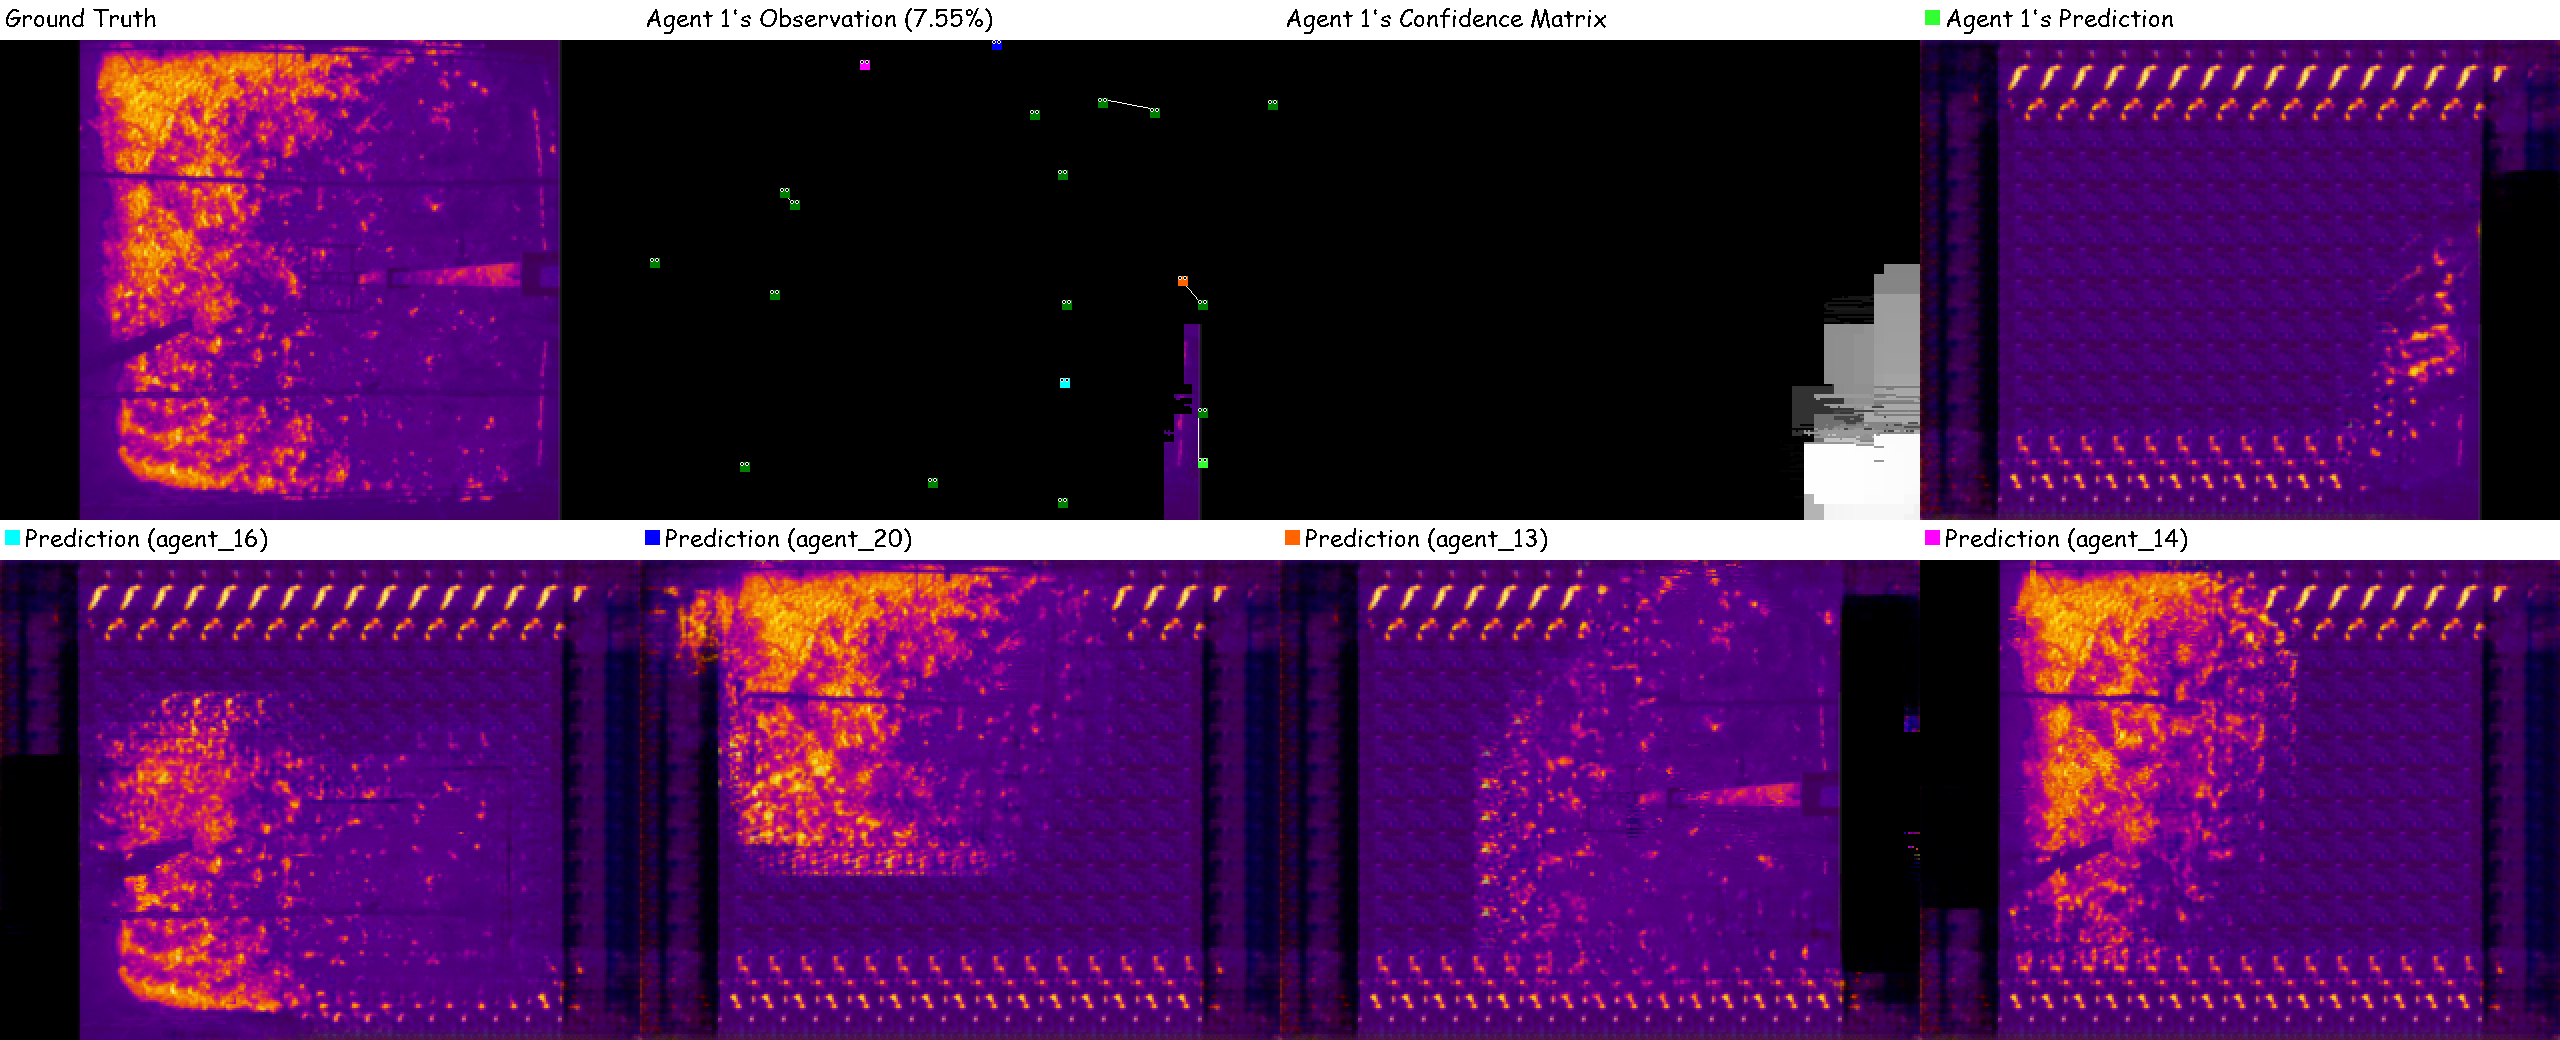 Ground Truth
Agent 1's Observation (7.55%)
Agent 1's Confidence Matrix
Agent 1's Prediction
Prediction (agent_16)
Prediction (agent_20)
Prediction (agent_13)
Prediction (agent_14)